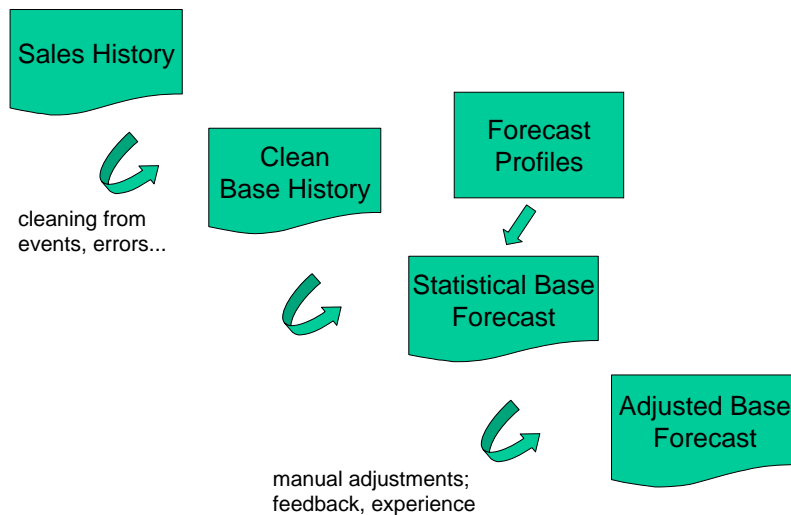 Sales History
Forecast
Profiles
Clean
Base History
cleaning from
events, errors...
Statistical Base
Forecast
Adjusted Base
Forecast
manual adjustments;
feedback, experience